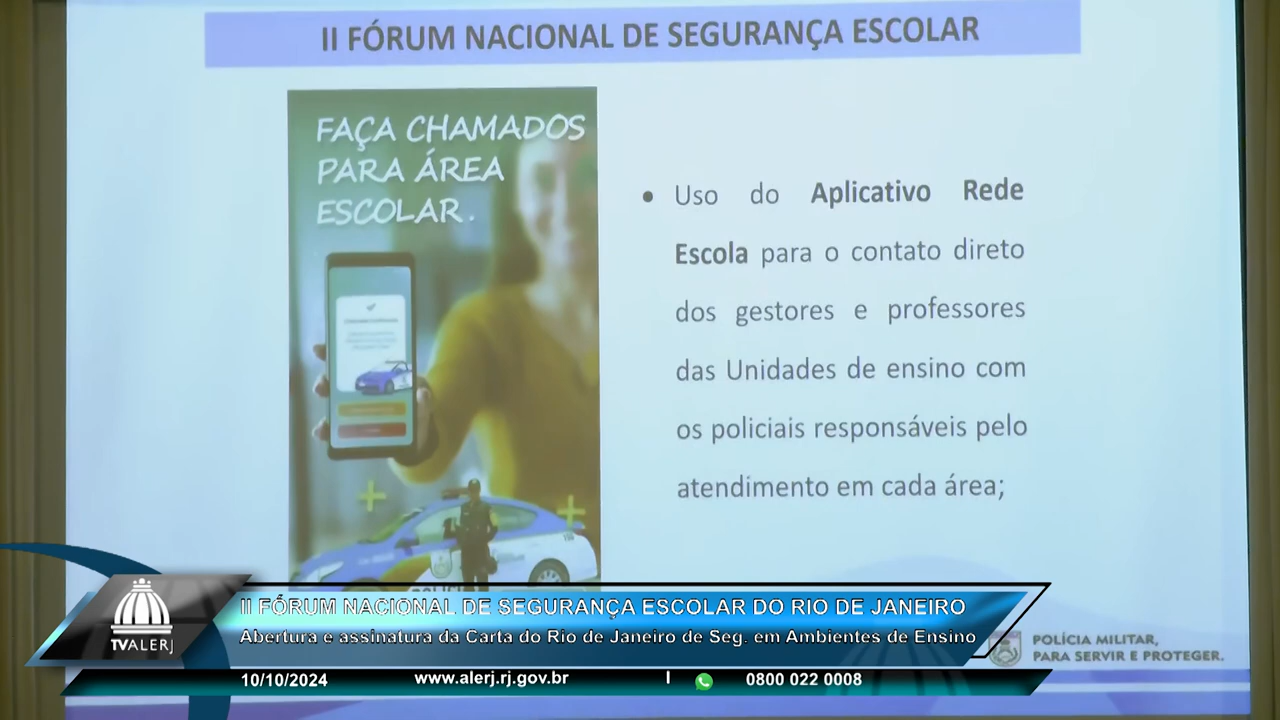 II FÓRUM NACIONAL DE SEGURANÇA ESCOLAR
FAÇA CHAMADOS
PARA ÁREA
ESCOLAR.
• Uso do Aplicativo Rede
Escola para o contato direto
dos gestores e professores
das Unidades de ensino com
os policiais responsáveis pelo
atendimento em cada área;
II FÓRUM NACIONAL DE SEGURANÇA ESCOLAR DO RIO DE JANEIRO
Abertura e assinatura da Carta do Rio de Janeiro de Seg. em Ambientes de Ensino
TVALERJ
POLÍCIA MILITAR,
PARA SERVIR E PROTEGER.
10/10/2024 www.alerj.rj.gov.br | 0800 022 0008